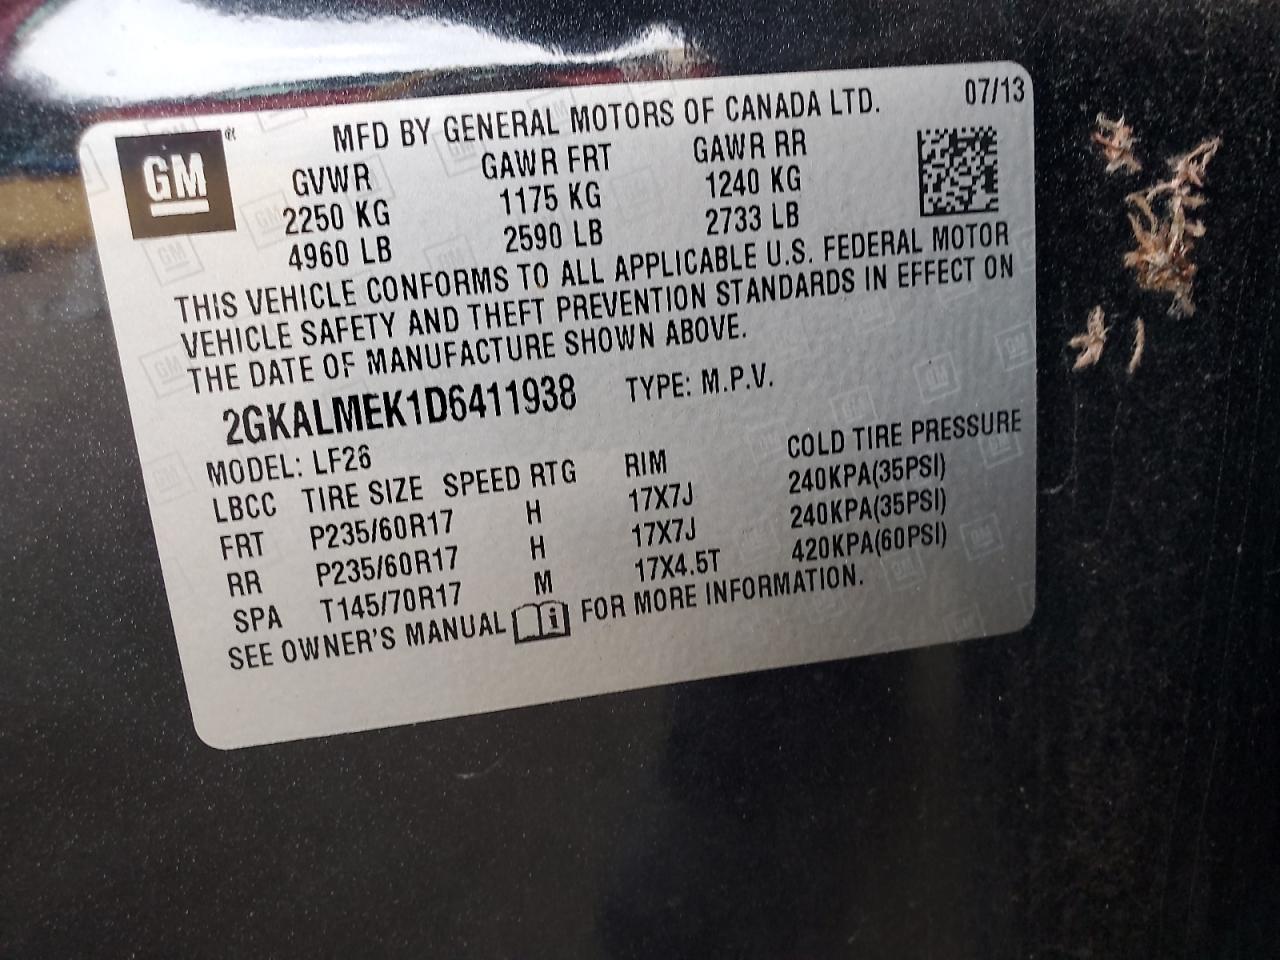 07/13
MFD BY GENERAL MOTORS OF CANADA LTD.
GM ®
GVWR GAWR FRT GAWR RR
2250 KG 1175 KG 1240 KG
4960 LB 2590 LB 2733 LB
THIS VEHICLE CONFORMS TO ALL APPLICABLE U.S. FEDERAL MOTOR
VEHICLE SAFETY AND THEFT PREVENTION STANDARDS IN EFFECT ON
THE DATE OF MANUFACTURE SHOWN ABOVE.
2GKALMEK1D6411938 TYPE: M.P.V.
MODEL: LF26
LBCC TIRE SIZE SPEED RTG RIM COLD TIRE PRESSURE
FRT P235/60R17 H 17X7J 240KPA(35PSI)
RR P235/60R17 H 17X7J 240KPA(35PSI)
SPA T145/70R17 M 17X4.5T 420KPA(60PSI)
SEE OWNER'S MANUAL i FOR MORE INFORMATION.